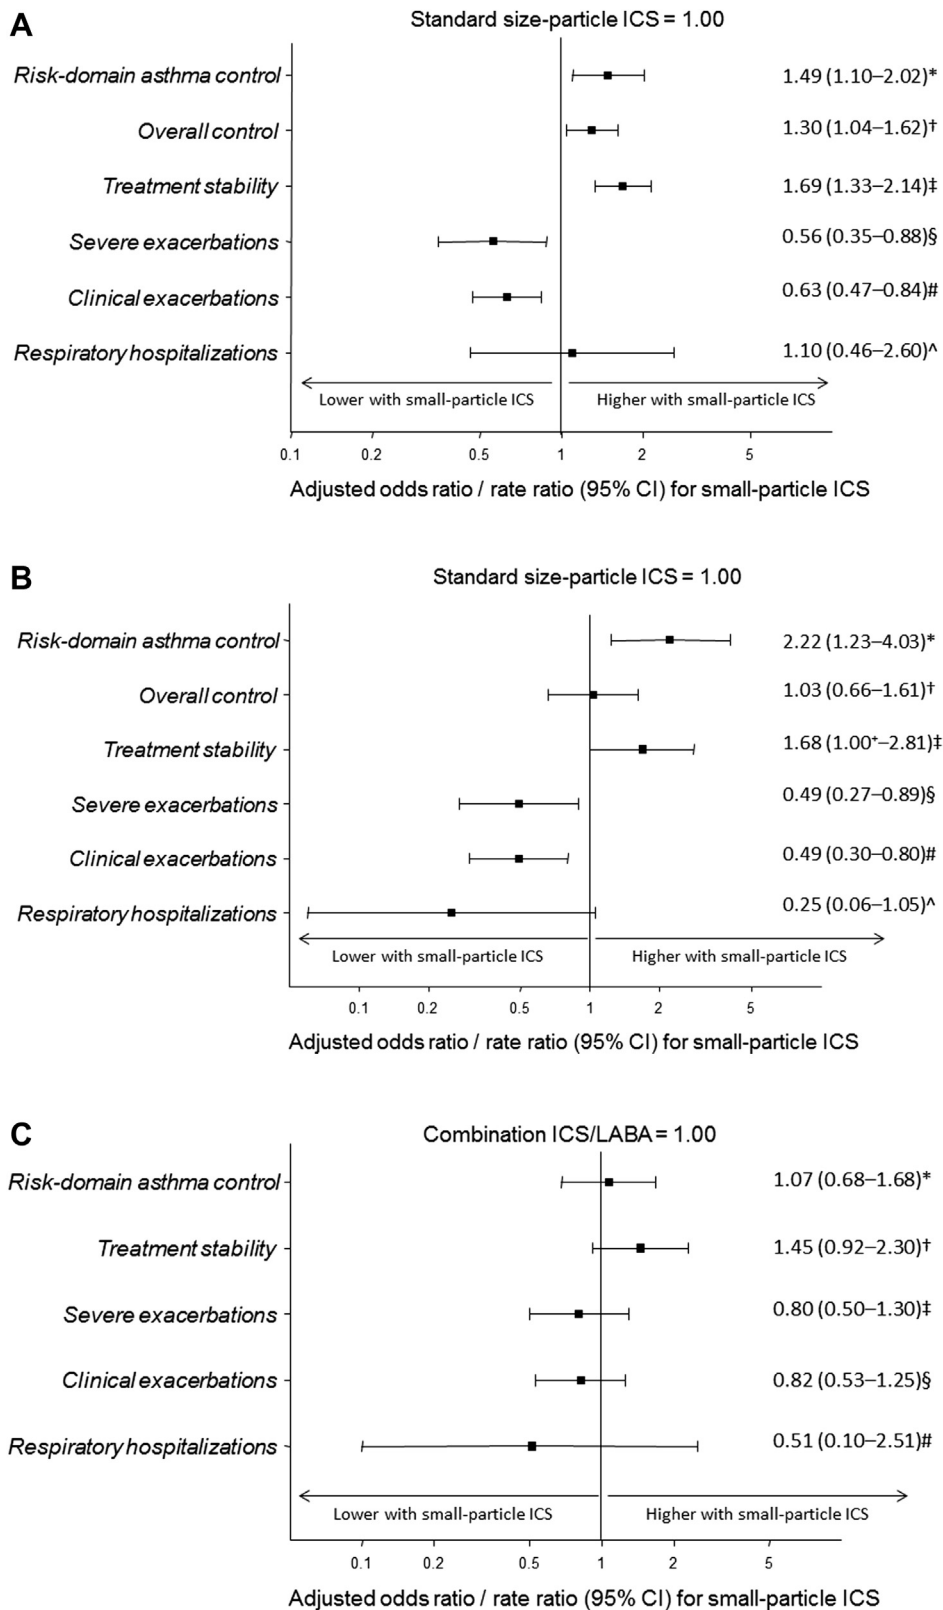 A
Standard size-particle ICS = 1.00
Risk-domain asthma control 1.49 (1.10–2.02)*
Overall control 1.30 (1.04–1.62)†
Treatment stability 1.69 (1.33–2.14)‡
Severe exacerbations 0.56 (0.35–0.88)§
Clinical exacerbations 0.63 (0.47–0.84)#
Respiratory hospitalizations 1.10 (0.46–2.60)^
Lower with small-particle ICS Higher with small-particle ICS
0.1 0.2 0.5 1 2 5
Adjusted odds ratio / rate ratio (95% CI) for small-particle ICS
B
Standard size-particle ICS = 1.00
Risk-domain asthma control 2.22 (1.23–4.03)*
Overall control 1.03 (0.66–1.61)†
Treatment stability 1.68 (1.00⁺–2.81)‡
Severe exacerbations 0.49 (0.27–0.89)§
Clinical exacerbations 0.49 (0.30–0.80)#
Respiratory hospitalizations 0.25 (0.06–1.05)^
Lower with small-particle ICS Higher with small-particle ICS
0.1 0.2 0.5 1 2 5
Adjusted odds ratio / rate ratio (95% CI) for small-particle ICS
C
Combination ICS/LABA = 1.00
Risk-domain asthma control 1.07 (0.68–1.68)*
Treatment stability 1.45 (0.92–2.30)†
Severe exacerbations 0.80 (0.50–1.30)‡
Clinical exacerbations 0.82 (0.53–1.25)§
Respiratory hospitalizations 0.51 (0.10–2.51)#
Lower with small-particle ICS Higher with small-particle ICS
0.1 0.2 0.5 1 2 5
Adjusted odds ratio / rate ratio (95% CI) for small-particle ICS